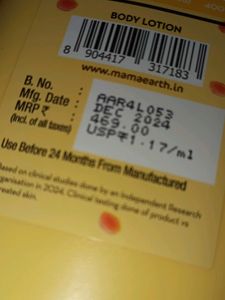 400
BODY LOTION
8 904417 317183
www.mamaearth.in
B. No. : AAR4L053
Mfg. Date : DEC 2024
MRP ₹ : 469.00
(Incl. of all taxes) USP₹1.17/ml
Use Before 24 Months From Manufactured
Based on clinical studies done by an Independent Research
organisation in 2024. Clinical testing done of product vs
treated skin.